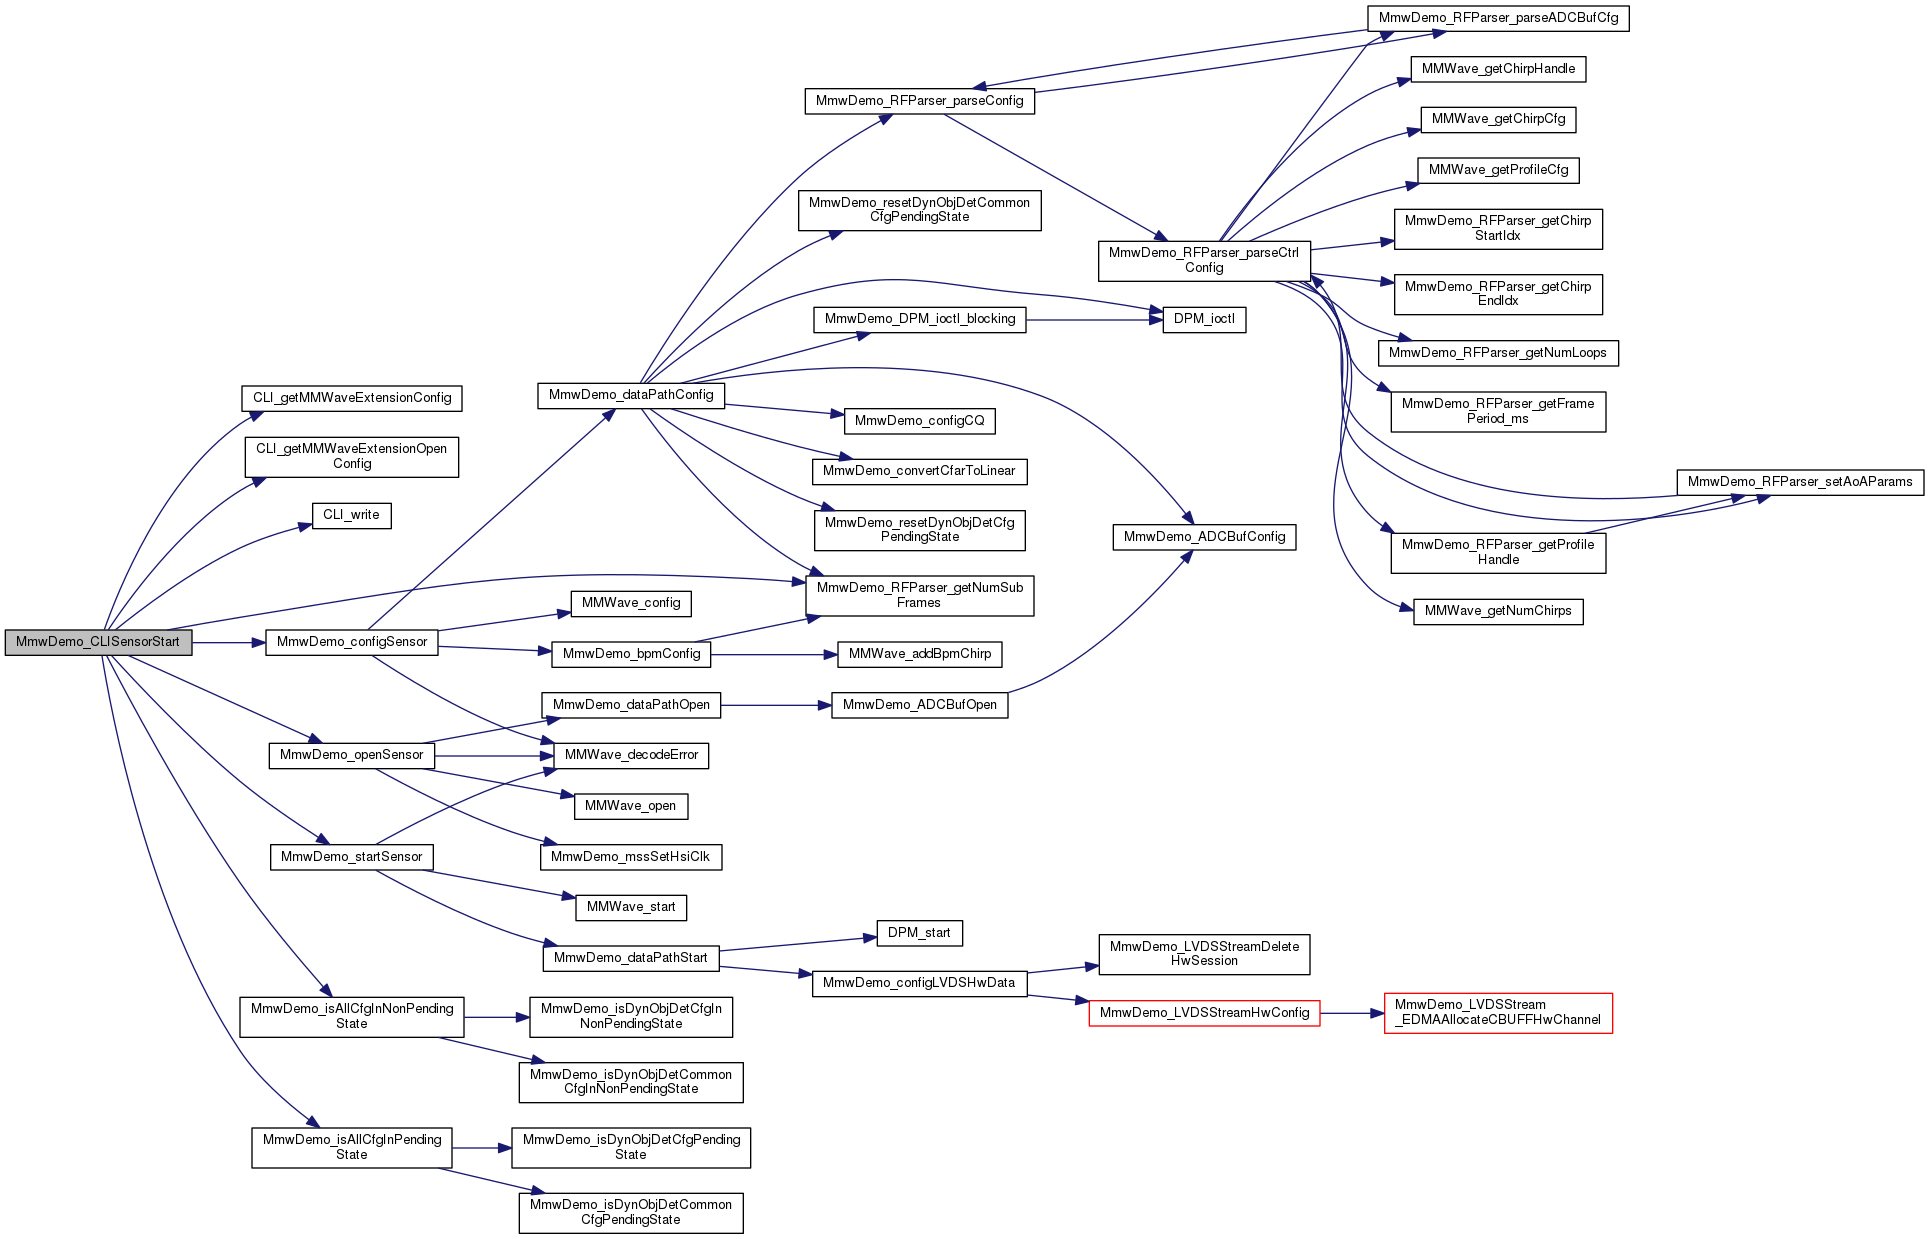 MmwDemo_CLISensorStart
CLI_getMMWaveExtensionConfig
CLI_getMMWaveExtensionOpen
Config
CLI_write
MmwDemo_configSensor
MmwDemo_openSensor
MmwDemo_startSensor
MmwDemo_isAllCfgInNonPending
State
MmwDemo_isAllCfgInPending
State
MmwDemo_dataPathConfig
MMWave_config
MmwDemo_bpmConfig
MmwDemo_dataPathOpen
MMWave_decodeError
MMWave_open
MmwDemo_mssSetHsiClk
MMWave_start
MmwDemo_dataPathStart
MmwDemo_isDynObjDetCfgIn
NonPendingState
MmwDemo_isDynObjDetCommon
CfgInNonPendingState
MmwDemo_isDynObjDetCfgPending
State
MmwDemo_isDynObjDetCommon
CfgPendingState
MmwDemo_RFParser_parseConfig
MmwDemo_resetDynObjDetCommon
CfgPendingState
MmwDemo_DPM_ioctl_blocking
MmwDemo_configCQ
MmwDemo_convertCfarToLinear
MmwDemo_resetDynObjDetCfg
PendingState
MmwDemo_RFParser_getNumSub
Frames
MMWave_addBpmChirp
MmwDemo_ADCBufOpen
DPM_start
MmwDemo_configLVDSHwData
MmwDemo_RFParser_parseCtrl
Config
DPM_ioctl
MmwDemo_ADCBufConfig
MmwDemo_LVDSStreamDelete
HwSession
MmwDemo_LVDSStreamHwConfig
MmwDemo_RFParser_parseADCBufCfg
MMWave_getChirpHandle
MMWave_getChirpCfg
MMWave_getProfileCfg
MmwDemo_RFParser_getChirp
StartIdx
MmwDemo_RFParser_getChirp
EndIdx
MmwDemo_RFParser_getNumLoops
MmwDemo_RFParser_getFrame
Period_ms
MmwDemo_RFParser_setAoAParams
MmwDemo_RFParser_getProfile
Handle
MMWave_getNumChirps
MmwDemo_LVDSStream
_EDMAAllocateCBUFFHwChannel